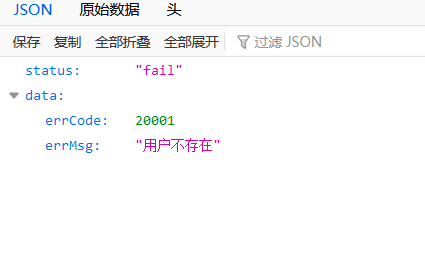 JSON 原始数据 头
保存 复制 全部折叠 全部展开 过滤 JSON
status: "fail"
data:
errCode: 20001
errMsg: "用户不存在"